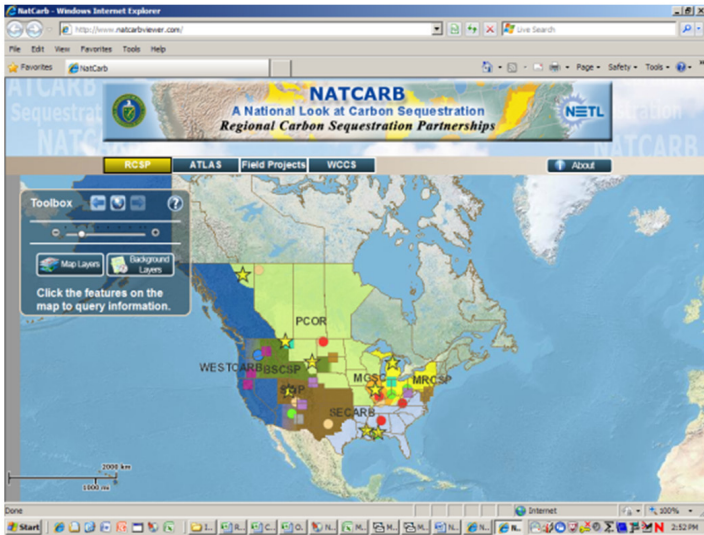 NatCarb - Windows Internet Explorer
http://www.natcarbviewer.com/
Live Search
File Edit View Favorites Tools Help
Favorites NatCarb
Page Safety Tools
NATCARB
A National Look at Carbon Sequestration
Regional Carbon Sequestration Partnerships
NETL
RCSP ATLAS Field Projects WCCS About
Toolbox
Map Layers Background Layers
Click the features on the
map to query information.
PCOR
WESTCARB BSCSP MGSC MRCSP
SWP
SECARB
2000 km
1000 mi
Done Internet 100%
Start 2:52 PM